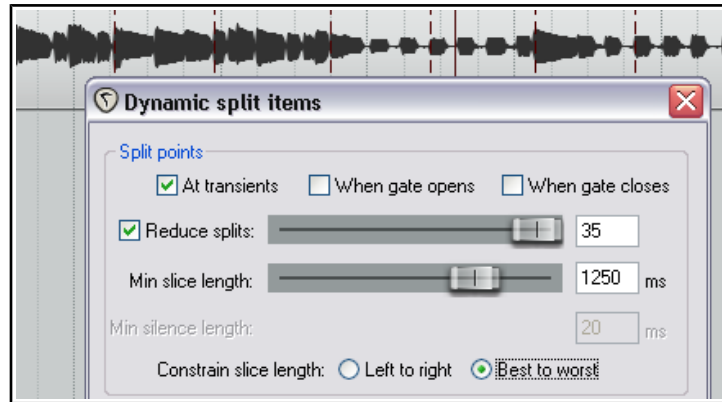 Dynamic split items
Split points
At transients When gate opens When gate closes
Reduce splits: 35
Min slice length: 1250 ms
Min silence length: 20 ms
Constrain slice length: Left to right Best to worst